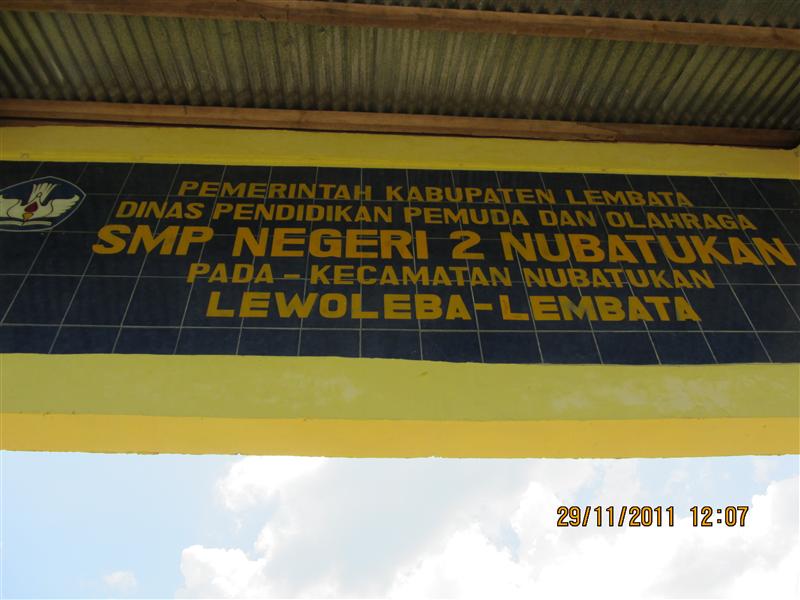 PEMERINTAH KABUPATEN LEMBATA
DINAS PENDIDIKAN PEMUDA DAN OLAHRAGA
SMP NEGERI 2 NUBATUKAN
PADA - KECAMATAN NUBATUKAN
LEWOLEBA-LEMBATA
29/11/2011 12:07